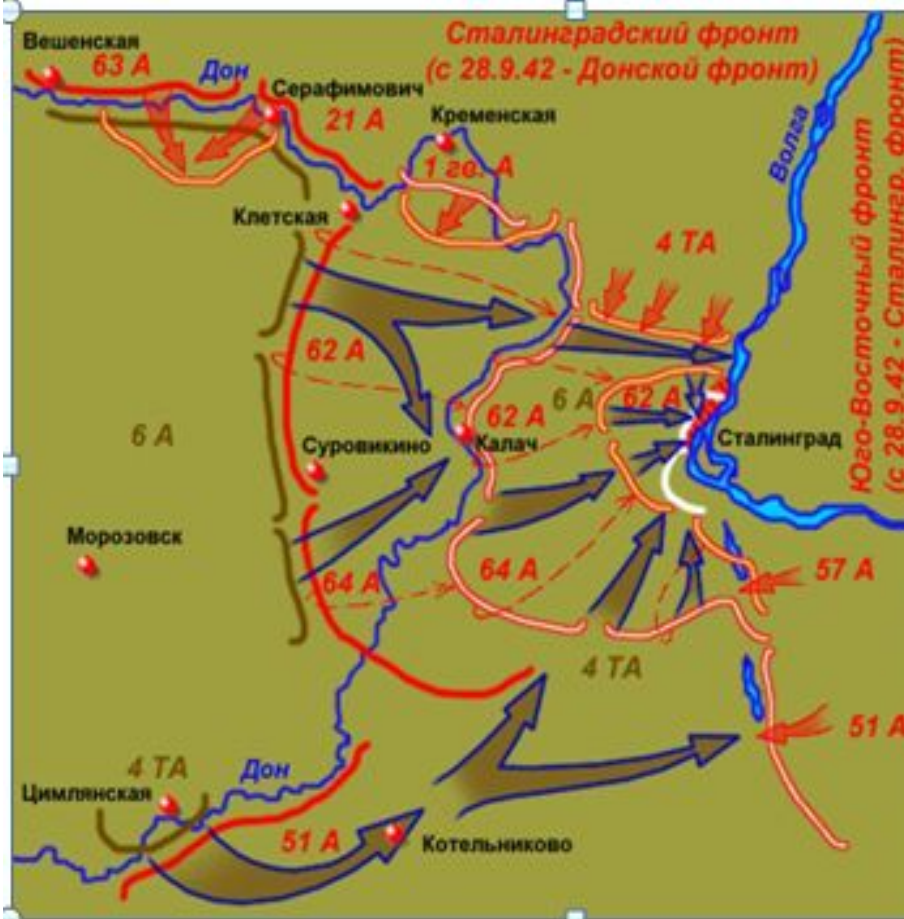 Сталинградский фронт
(с 28.9.42 - Донской фронт)
Вешенская
63 А
Дон
Серафимович
21 А
Кременская
1 гв. А
Волга
Юго-Восточный фронт
(с 28.9.42 - Сталингр. фронт)
Клетская
4 ТА
62 А
6 А
62 А
62 А
6 А
Суровикино
Калач
Сталинград
Морозовск
64 А
64 А
57 А
4 ТА
51 А
4 ТА
Дон
Цимлянская
51 А
Котельниково